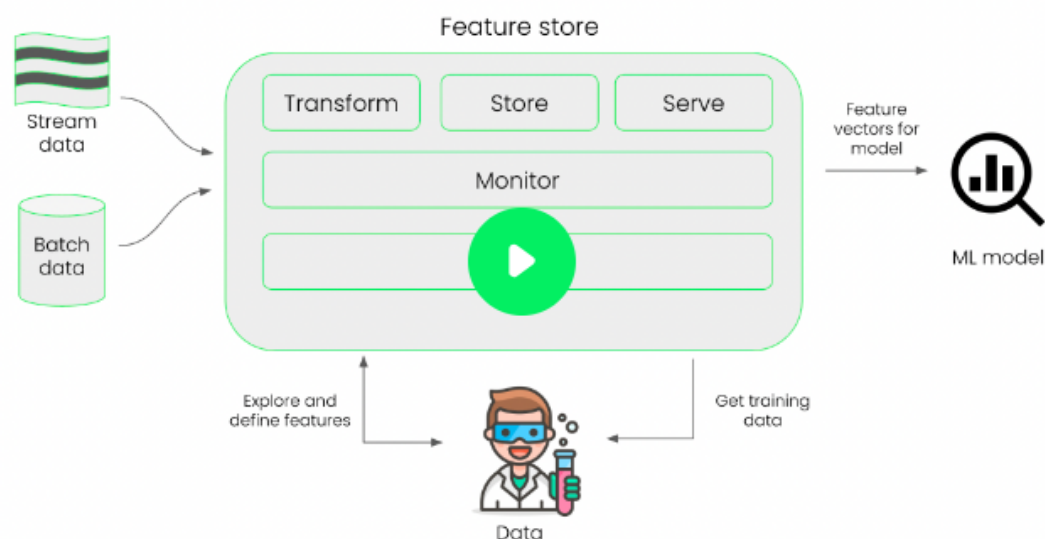 Feature store
Stream
data
Batch
data
Transform
Store
Serve
Monitor
Feature
vectors for
model
ML model
Explore and
define features
Get training
data
Data